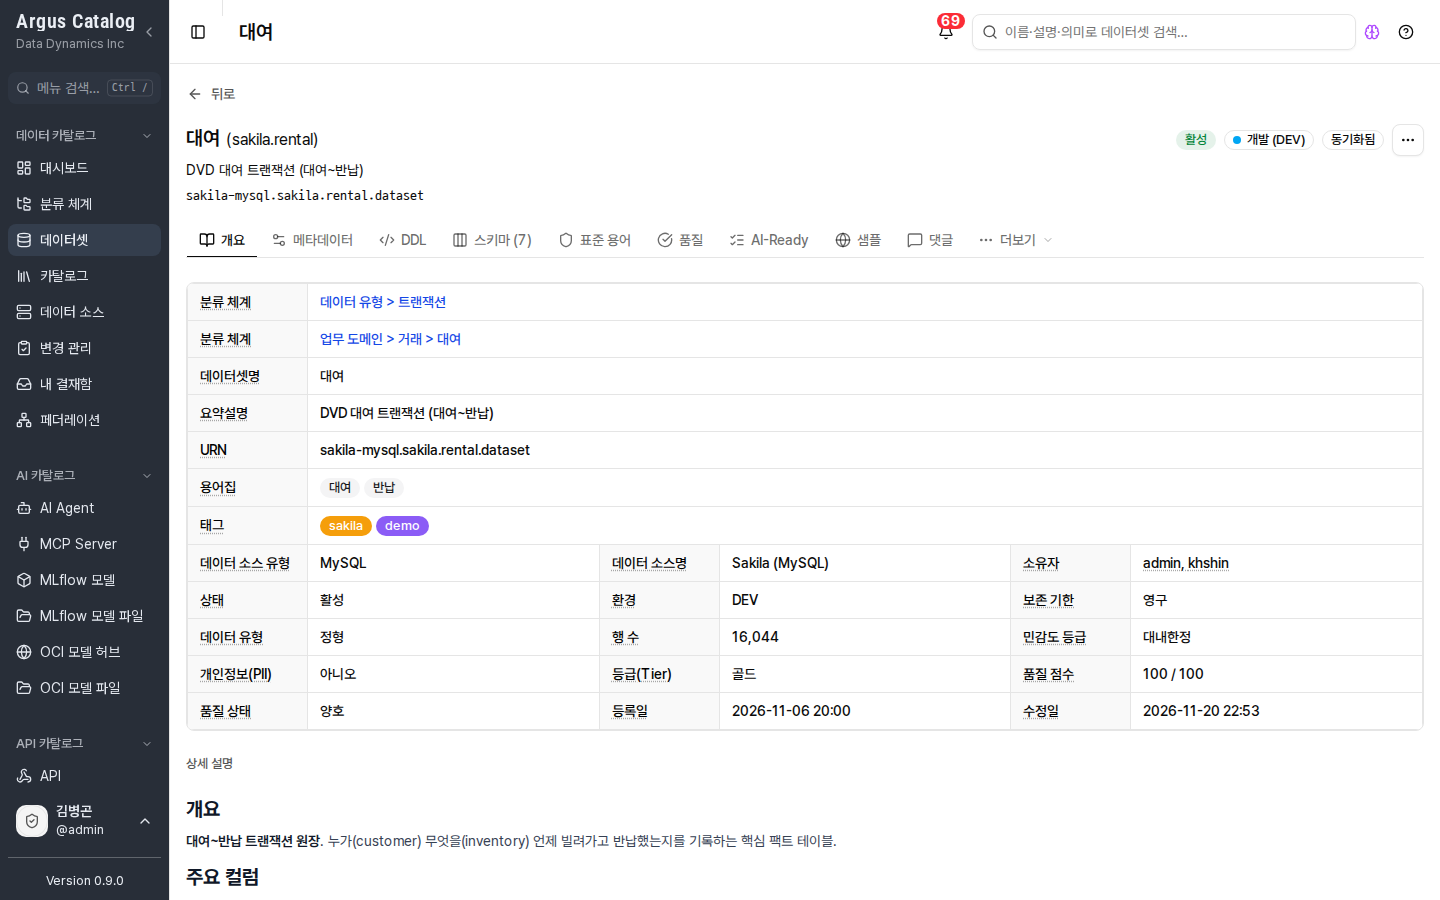 Argus Catalog
Data Dynamics Inc
메뉴 검색... Ctrl /
데이터 카탈로그
대시보드
분류 체계
데이터셋
카탈로그
데이터 소스
변경 관리
내 결재함
페더레이션
AI 카탈로그
AI Agent
MCP Server
MLflow 모델
MLflow 모델 파일
OCI 모델 허브
OCI 모델 파일
API 카탈로그
API
김병곤
@admin
Version 0.9.0
대여
69
이름·설명·의미로 데이터셋 검색...
뒤로
대여 (sakila.rental)
활성 개발 (DEV) 동기화됨
DVD 대여 트랜잭션 (대여~반납)
sakila-mysql.sakila.rental.dataset
개요 메타데이터 DDL 스키마 (7) 표준 용어 품질 AI-Ready 샘플 댓글 더보기
분류 체계 데이터 유형 > 트랜잭션
분류 체계 업무 도메인 > 거래 > 대여
데이터셋명 대여
요약설명 DVD 대여 트랜잭션 (대여~반납)
URN sakila-mysql.sakila.rental.dataset
용어집 대여 반납
태그 sakila demo
데이터 소스 유형 MySQL 데이터 소스명 Sakila (MySQL) 소유자 admin, khshin
상태 활성 환경 DEV 보존 기한 영구
데이터 유형 정형 행 수 16,044 민감도 등급 대내한정
개인정보(PII) 아니오 등급(Tier) 골드 품질 점수 100 / 100
품질 상태 양호 등록일 2026-11-06 20:00 수정일 2026-11-20 22:53
상세 설명
개요
대여~반납 트랜잭션 원장. 누가(customer) 무엇을(inventory) 언제 빌려가고 반납했는지를 기록하는 핵심 팩트 테이블.
주요 컬럼